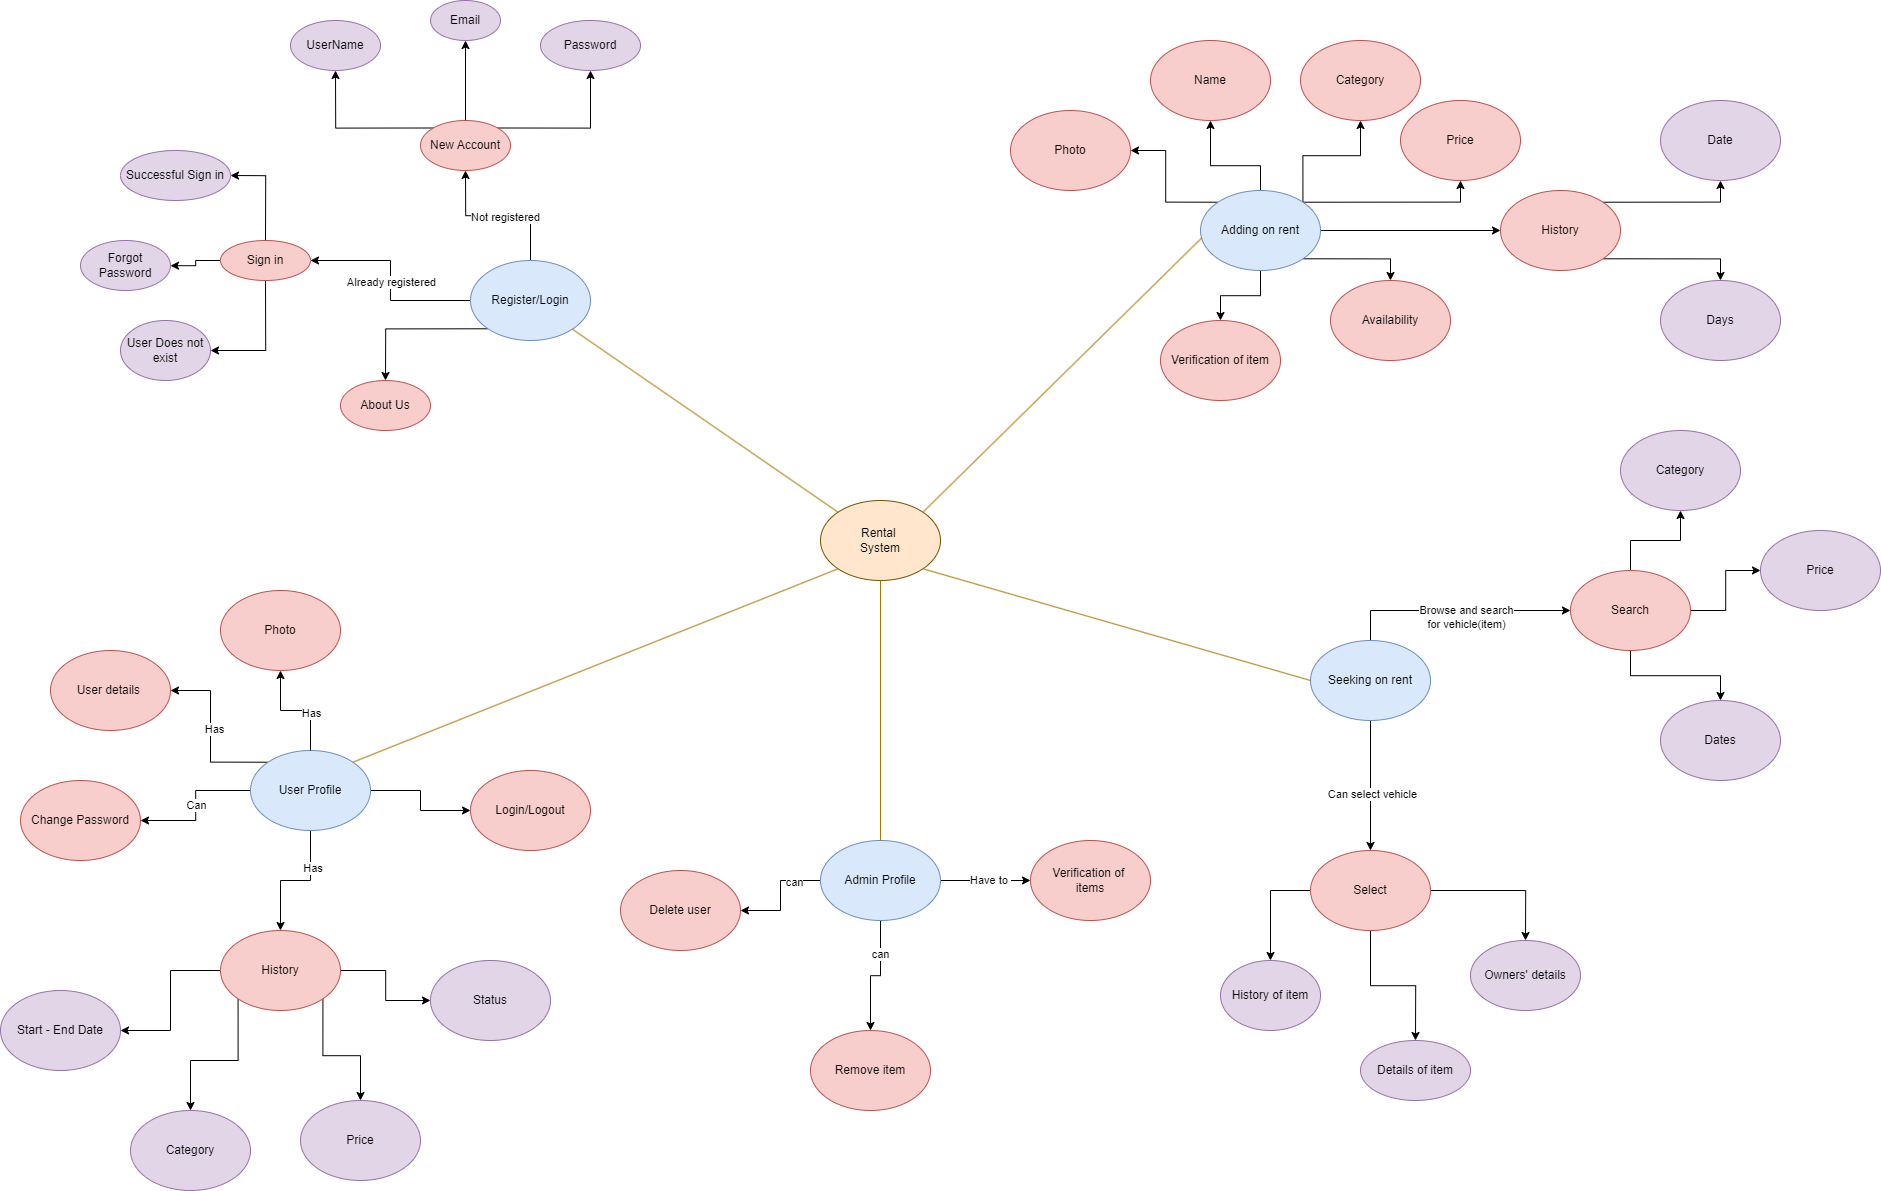 Email
UserName
Password
New Account
Successful Sign in
Not registered
Forgot
Password
Sign in
Already registered
Register/Login
User Does not
exist
About Us
Name
Category
Photo
Price
Date
Adding on rent
History
Verification of item
Availability
Days
Rental
System
Category
Price
Browse and search
for vehicle(item)
Search
Seeking on rent
Dates
Can select vehicle
Select
History of item
Owners' details
Details of item
Photo
User details
Has
Has
User Profile
Can
Change Password
Login/Logout
Has
History
Status
Start - End Date
Category
Price
Admin Profile
can
Delete user
Have to
Verification of
items
can
Remove item